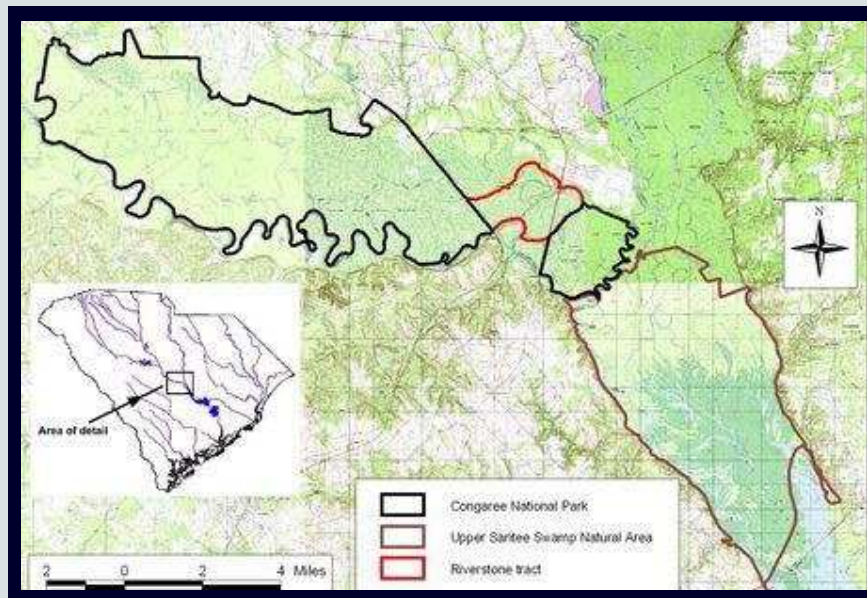 N
Area of detail
Congaree National Park
Upper Santee Swamp Natural Area
Riverstone tract
2 0 2 4 Miles